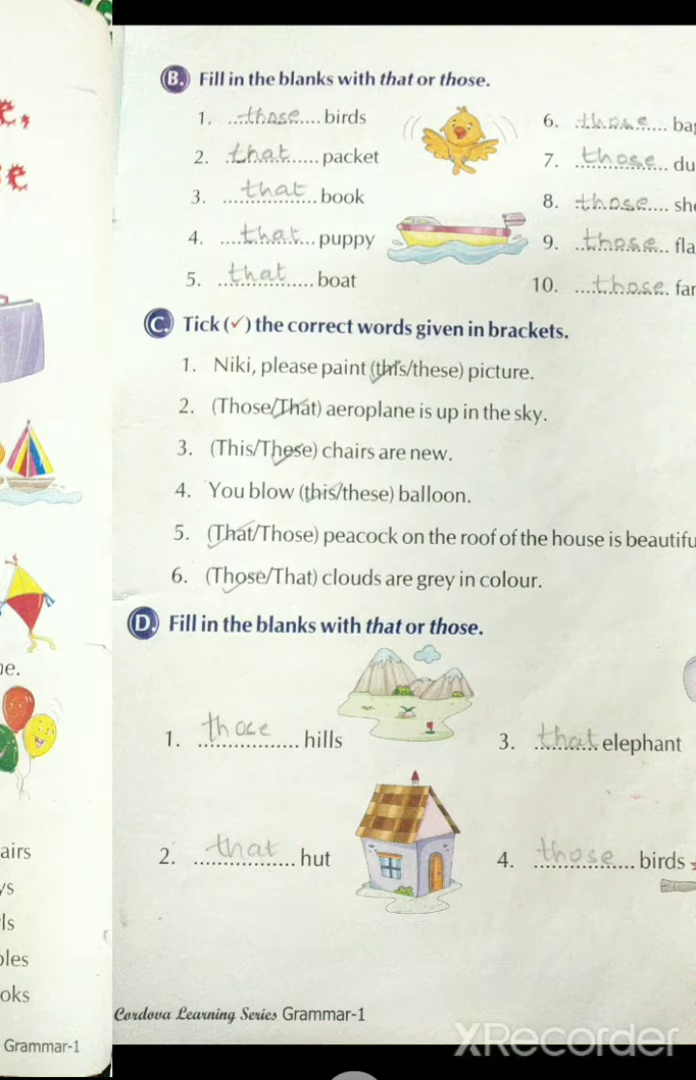 B. Fill in the blanks with that or those.
1. those birds
2. that packet
3. that book
4. that puppy
5. that boat
6. those
7. those
8. those
9. those
10. those
C. Tick (✓) the correct words given in brackets.
1. Niki, please paint (this/these) picture.
2. (Those/That) aeroplane is up in the sky.
3. (This/These) chairs are new.
4. You blow (this/these) balloon.
5. (That/Those) peacock on the roof of the house is
6. (Those/That) clouds are grey in colour.
D. Fill in the blanks with that or those.
1. those hills
2. that hut
3. that elephant
4. those birds
Cordova Learning Series Grammar-1
Grammar-1
XRecorder